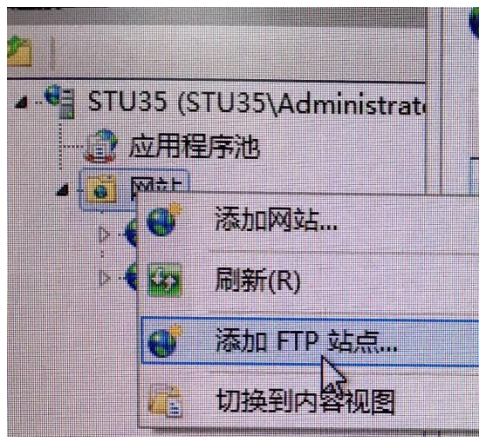 STU35 (STU35\Administrat
应用程序池
网站
添加网站...
刷新(R)
添加 FTP 站点...
切换到内容视图